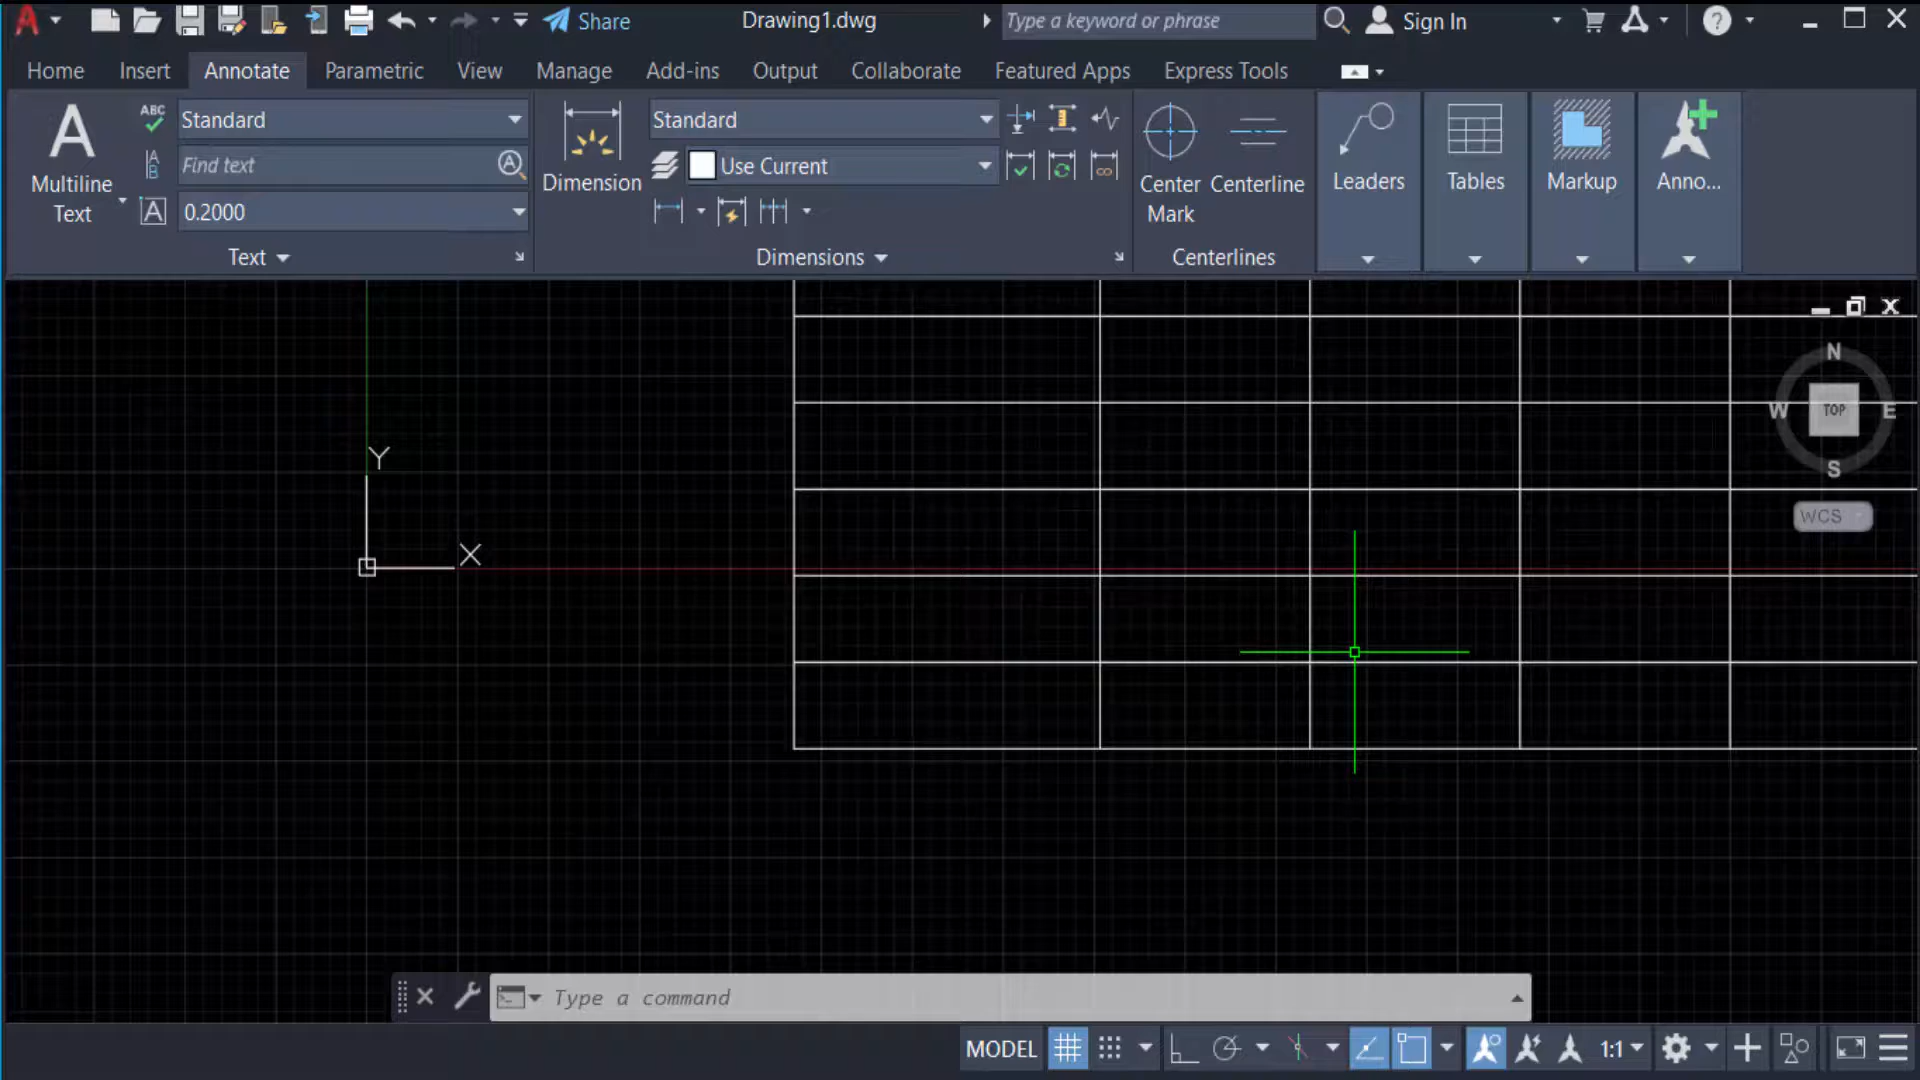 Share
Drawing1.dwg
Type a keyword or phrase
Sign In
Home
Insert
Annotate
Parametric
View
Manage
Add-ins
Output
Collaborate
Featured Apps
Express Tools
A
Multiline
Text
ABC
Standard
Find text
0.2000
Text
Dimension
Standard
Use Current
Dimensions
Center
Mark
Centerline
Centerlines
Leaders
Tables
Markup
Anno...
N
W
TOP
E
S
WCS
Y
X
Type a command
MODEL
1:1